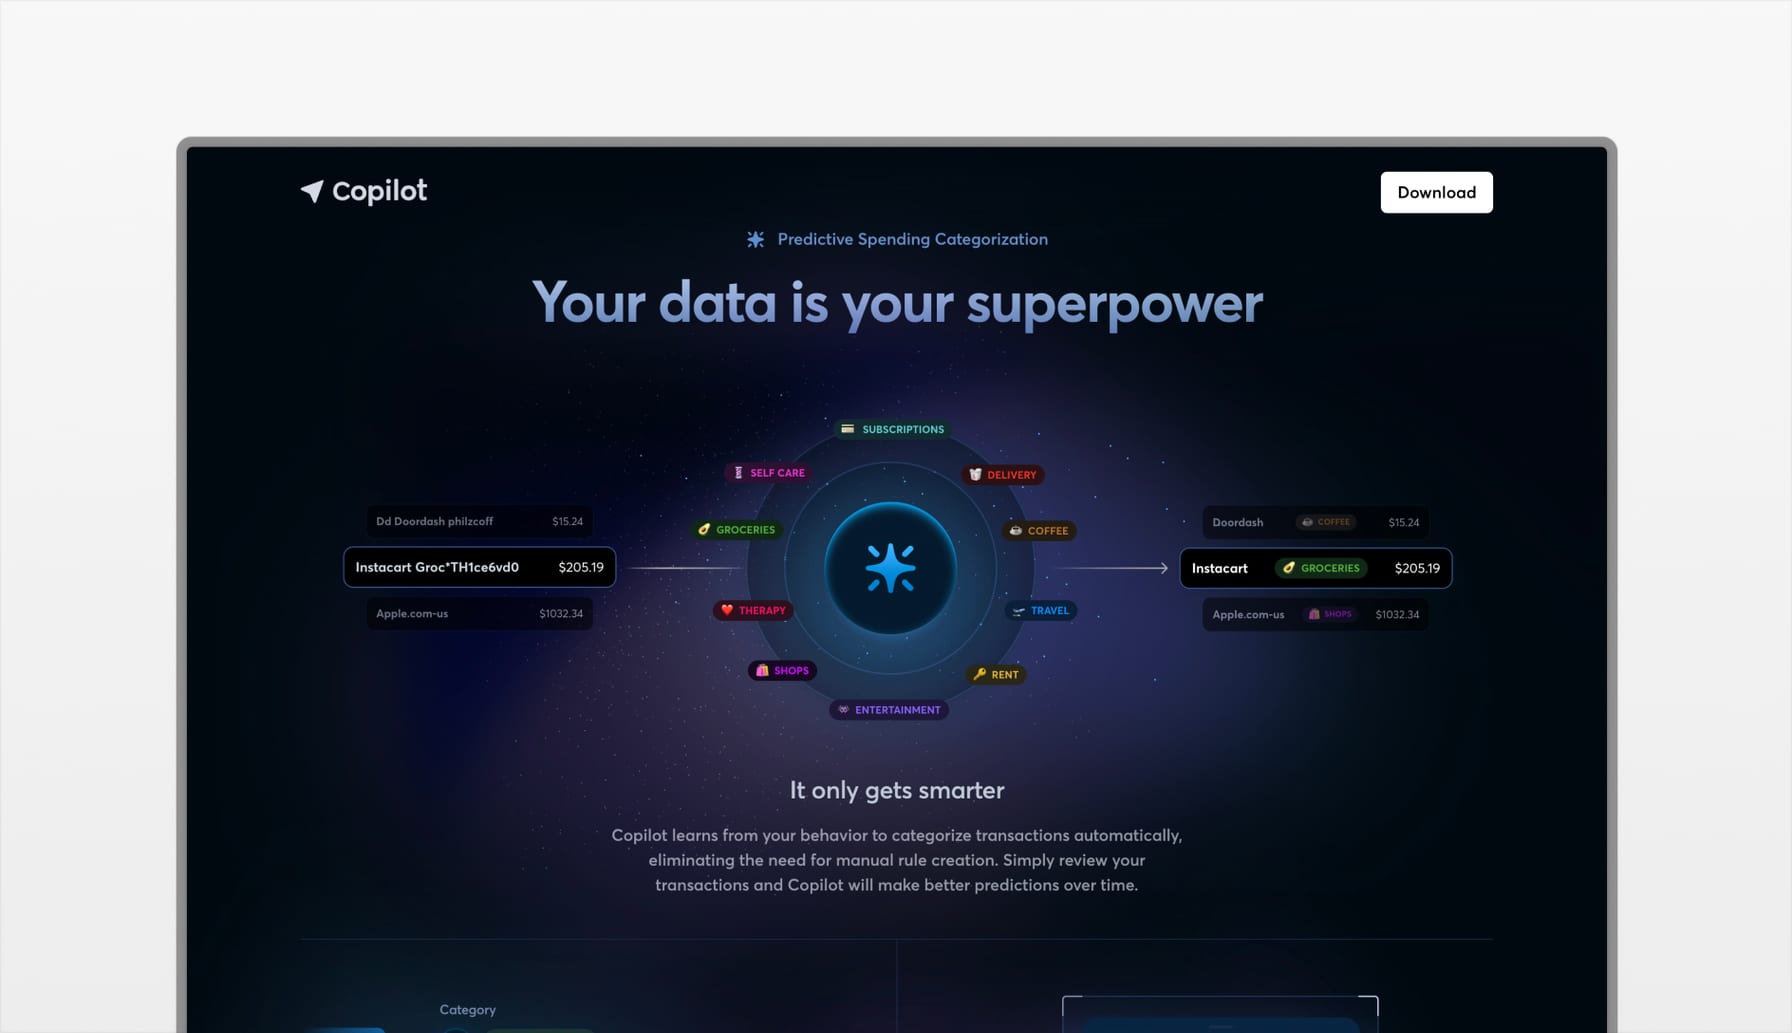 Copilot
Download
Predictive Spending Categorization
Your data is your superpower
SUBSCRIPTIONS
SELF CARE
DELIVERY
GROCERIES
COFFEE
THERAPY
TRAVEL
SHOPS
RENT
ENTERTAINMENT
Dd Doordash philzcoff $15.24
Instacart Groc*TH1ce6vd0 $205.19
Apple.com-us $1032.34
Doordash COFFEE $15.24
Instacart GROCERIES $205.19
Apple.com-us SHOPS $1032.34
It only gets smarter
Copilot learns from your behavior to categorize transactions automatically,
eliminating the need for manual rule creation. Simply review your
transactions and Copilot will make better predictions over time.
Category